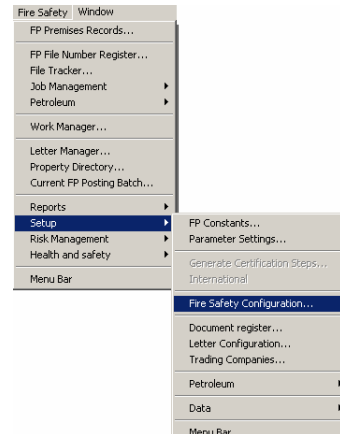 Fire Safety Window
FP Premises Records...
FP File Number Register...
File Tracker...
Job Management
Petroleum
Work Manager...
Letter Manager...
Property Directory...
Current FP Posting Batch...
Reports
Setup
Risk Management
Health and safety
Menu Bar
FP Constants...
Parameter Settings...
Generate Certification Steps...
International
Fire Safety Configuration...
Document register...
Letter Configuration...
Trading Companies...
Petroleum
Data
Menu Bar